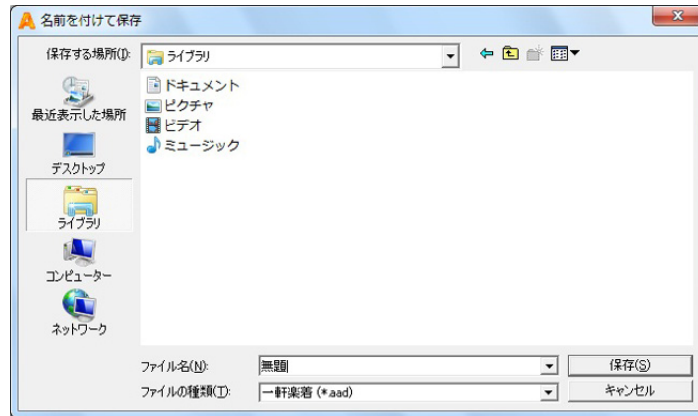 名前を付けて保存
保存する場所(I):
ライブラリ
最近表示した場所
デスクトップ
ライブラリ
コンピューター
ネットワーク
ドキュメント
ピクチャ
ビデオ
ミュージック
ファイル名(N):
無題
保存(S)
ファイルの種類(T):
一軒楽着 (*.aad)
キャンセル